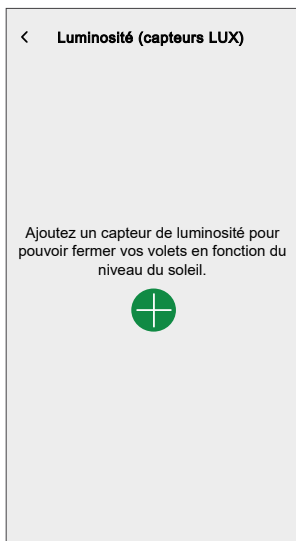 Luminosité (capteurs LUX)
Ajoutez un capteur de luminosité pour
pouvoir fermer vos volets en fonction du
niveau du soleil.